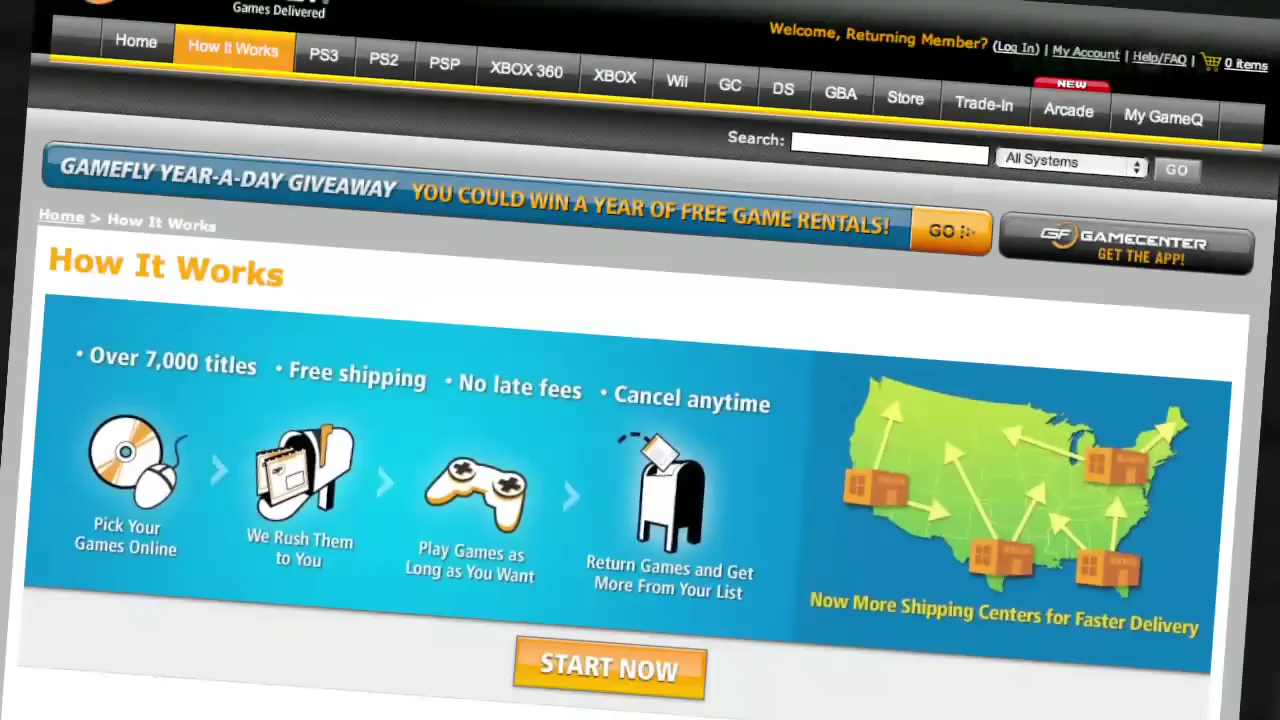 Games Delivered
Welcome, Returning Member? (Log In) | My Account | Help/FAQ | 0 items
Home How It Works PS3 PS2 PSP XBOX 360 XBOX Wii GC DS GBA Store Trade-In Arcade My GameQ
NEW
Search: All Systems GO
GAMEFLY YEAR-A-DAY GIVEAWAY YOU COULD WIN A YEAR OF FREE GAME RENTALS! GO
GF GAMECENTER
GET THE APP!
Home > How It Works
How It Works
• Over 7,000 titles • Free shipping • No late fees • Cancel anytime
Pick Your
Games Online
We Rush Them
to You
Play Games as
Long as You Want
Return Games and Get
More From Your List
Now More Shipping Centers for Faster Delivery
START NOW